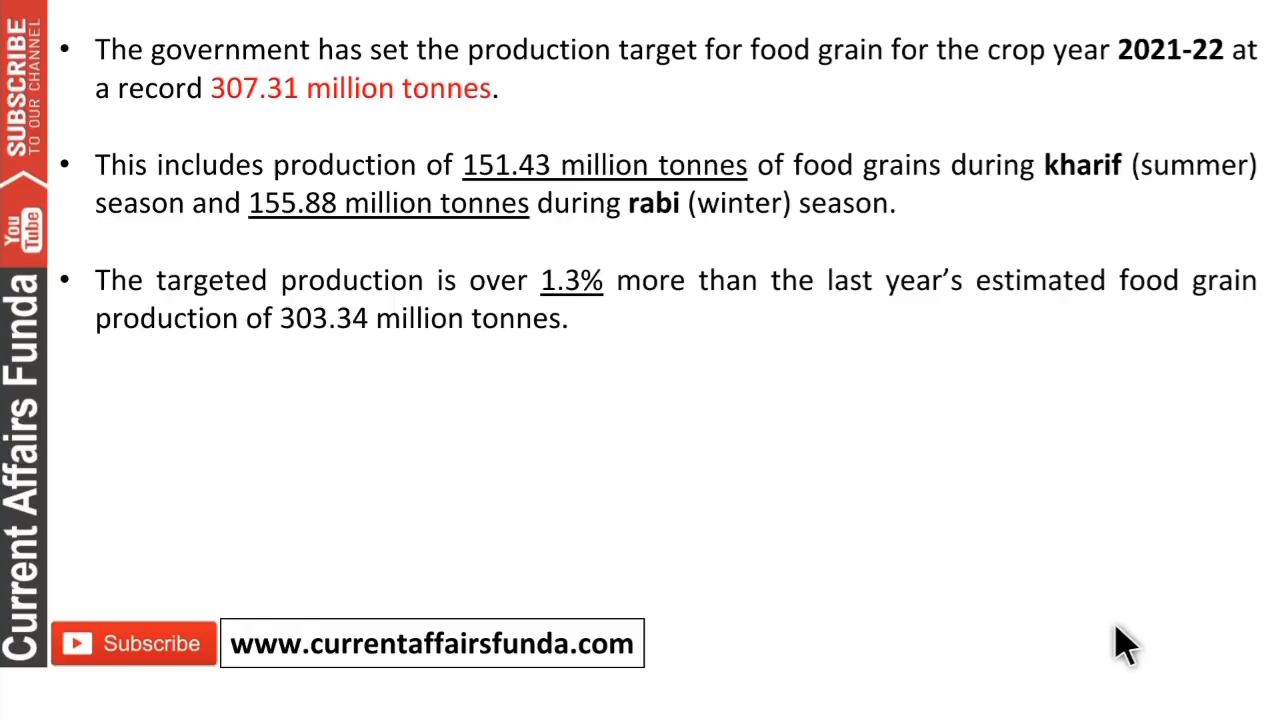 • The government has set the production target for food grain for the crop year 2021-22 at
a record 307.31 million tonnes.
• This includes production of 151.43 million tonnes of food grains during kharif (summer)
season and 155.88 million tonnes during rabi (winter) season.
• The targeted production is over 1.3% more than the last year’s estimated food grain
production of 303.34 million tonnes.
SUBSCRIBE
TO OUR CHANNEL
You
Tube
Current Affairs Funda
Subscribe
www.currentaffairsfunda.com